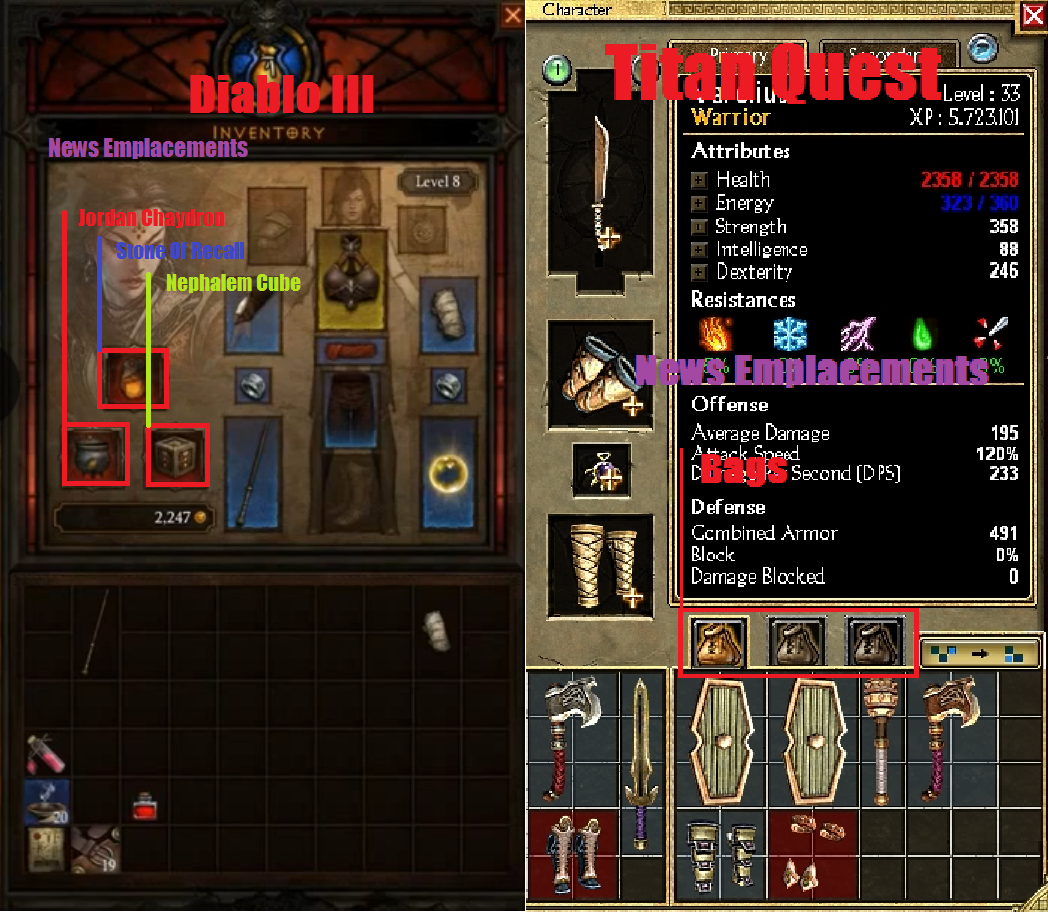 Diablo III
INVENTORY
News Emplacements
Level 8
Jordan Chaydron
Stone Of Recall
Nephalem Cube
2,247
20
19
Character
Titan Quest
Primary
Level : 33
Warrior
XP : 5.723.101
Attributes
Health 2358 / 2358
Energy 323 / 360
Strength 358
Intelligence 88
Dexterity 246
Resistances
News Emplacements
Offense
Average Damage 195
Attack Speed 120%
Bags
Second (DPS) 233
Defense
Combined Armor 491
Block 0%
Damage Blocked 0